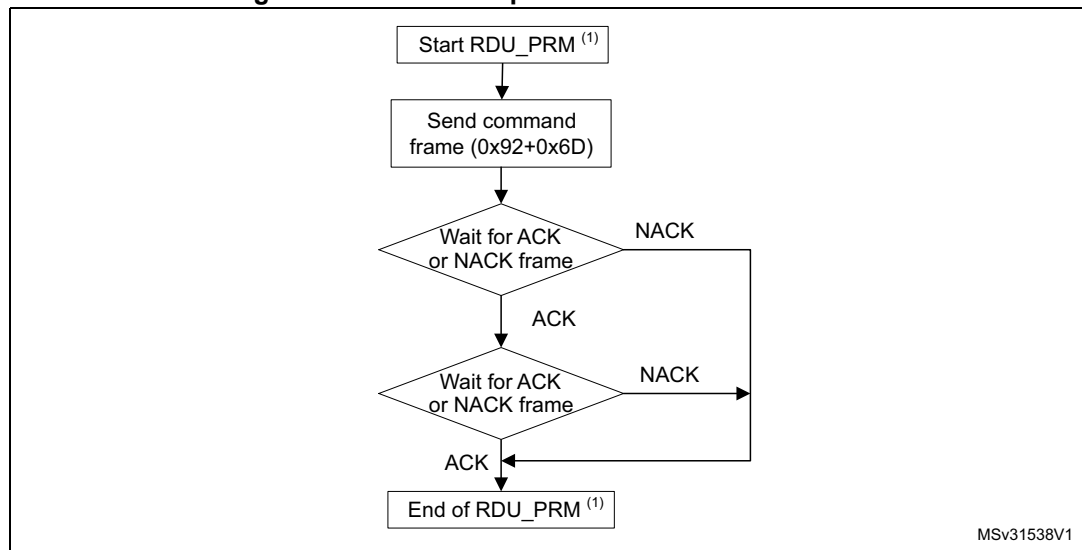 Start RDU_PRM (1)
Send command
frame (0x92+0x6D)
Wait for ACK
or NACK frame
NACK
ACK
Wait for ACK
or NACK frame
NACK
ACK
End of RDU_PRM (1)
MSv31538V1